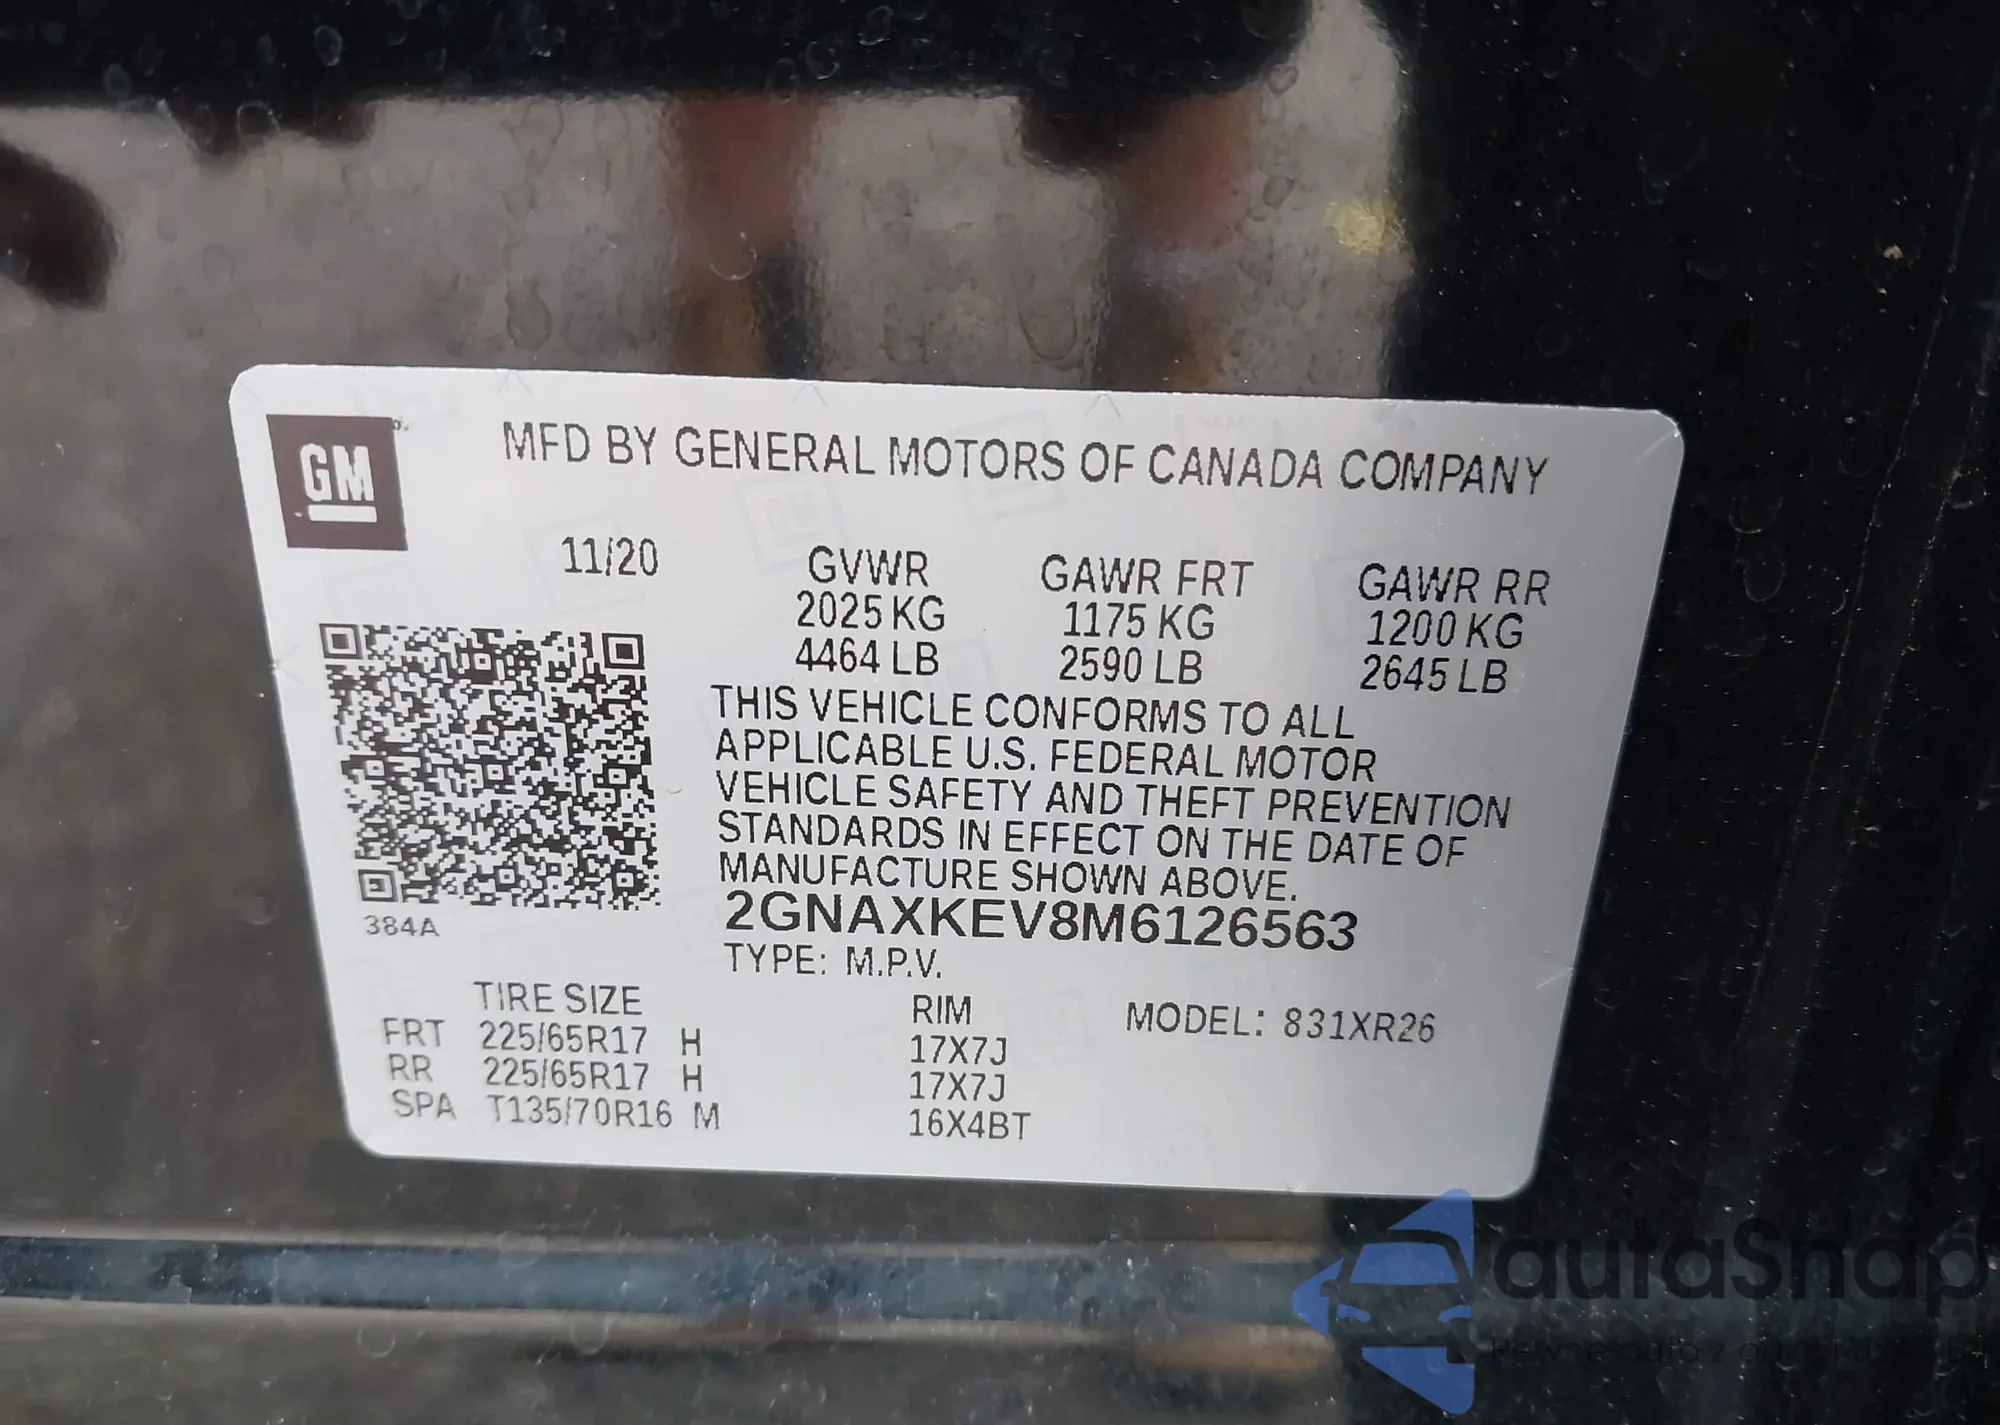 GM
MFD BY GENERAL MOTORS OF CANADA COMPANY
11/20 GVWR GAWR FRT GAWR RR
2025 KG 1175 KG 1200 KG
4464 LB 2590 LB 2645 LB
THIS VEHICLE CONFORMS TO ALL
APPLICABLE U.S. FEDERAL MOTOR
VEHICLE SAFETY AND THEFT PREVENTION
STANDARDS IN EFFECT ON THE DATE OF
MANUFACTURE SHOWN ABOVE.
384A
2GNAXKEV8M6126563
TYPE: M.P.V.
TIRE SIZE RIM MODEL: 831XR26
FRT 225/65R17 H 17X7J
RR 225/65R17 H 17X7J
SPA T135/70R16 M 16X4BT
autaSnap
Pewne auta z